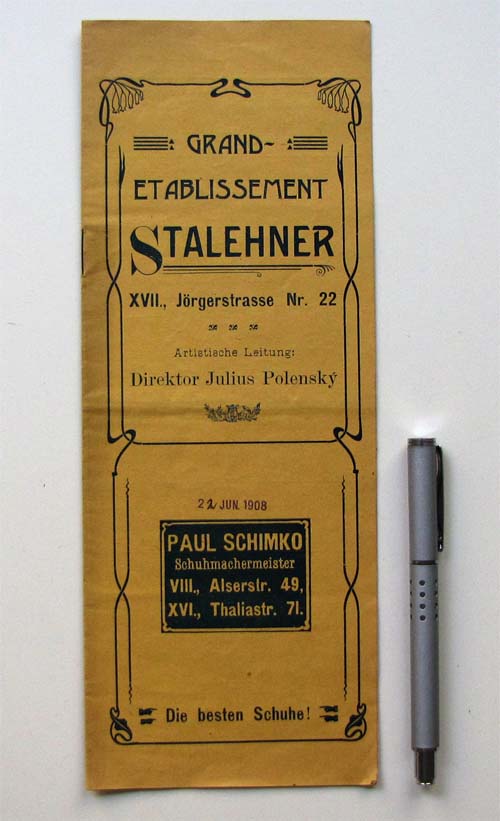 GRAND-
ETABLISSEMENT
STALEHNER
XVII., Jörgerstrasse Nr. 22
Artistische Leitung:
Direktor Julius Polenský
22 JUN. 1908
PAUL SCHIMKO
Schuhmachermeister
VIII., Alserstr. 49,
XVI., Thaliastr. 71.
Die besten Schuhe!